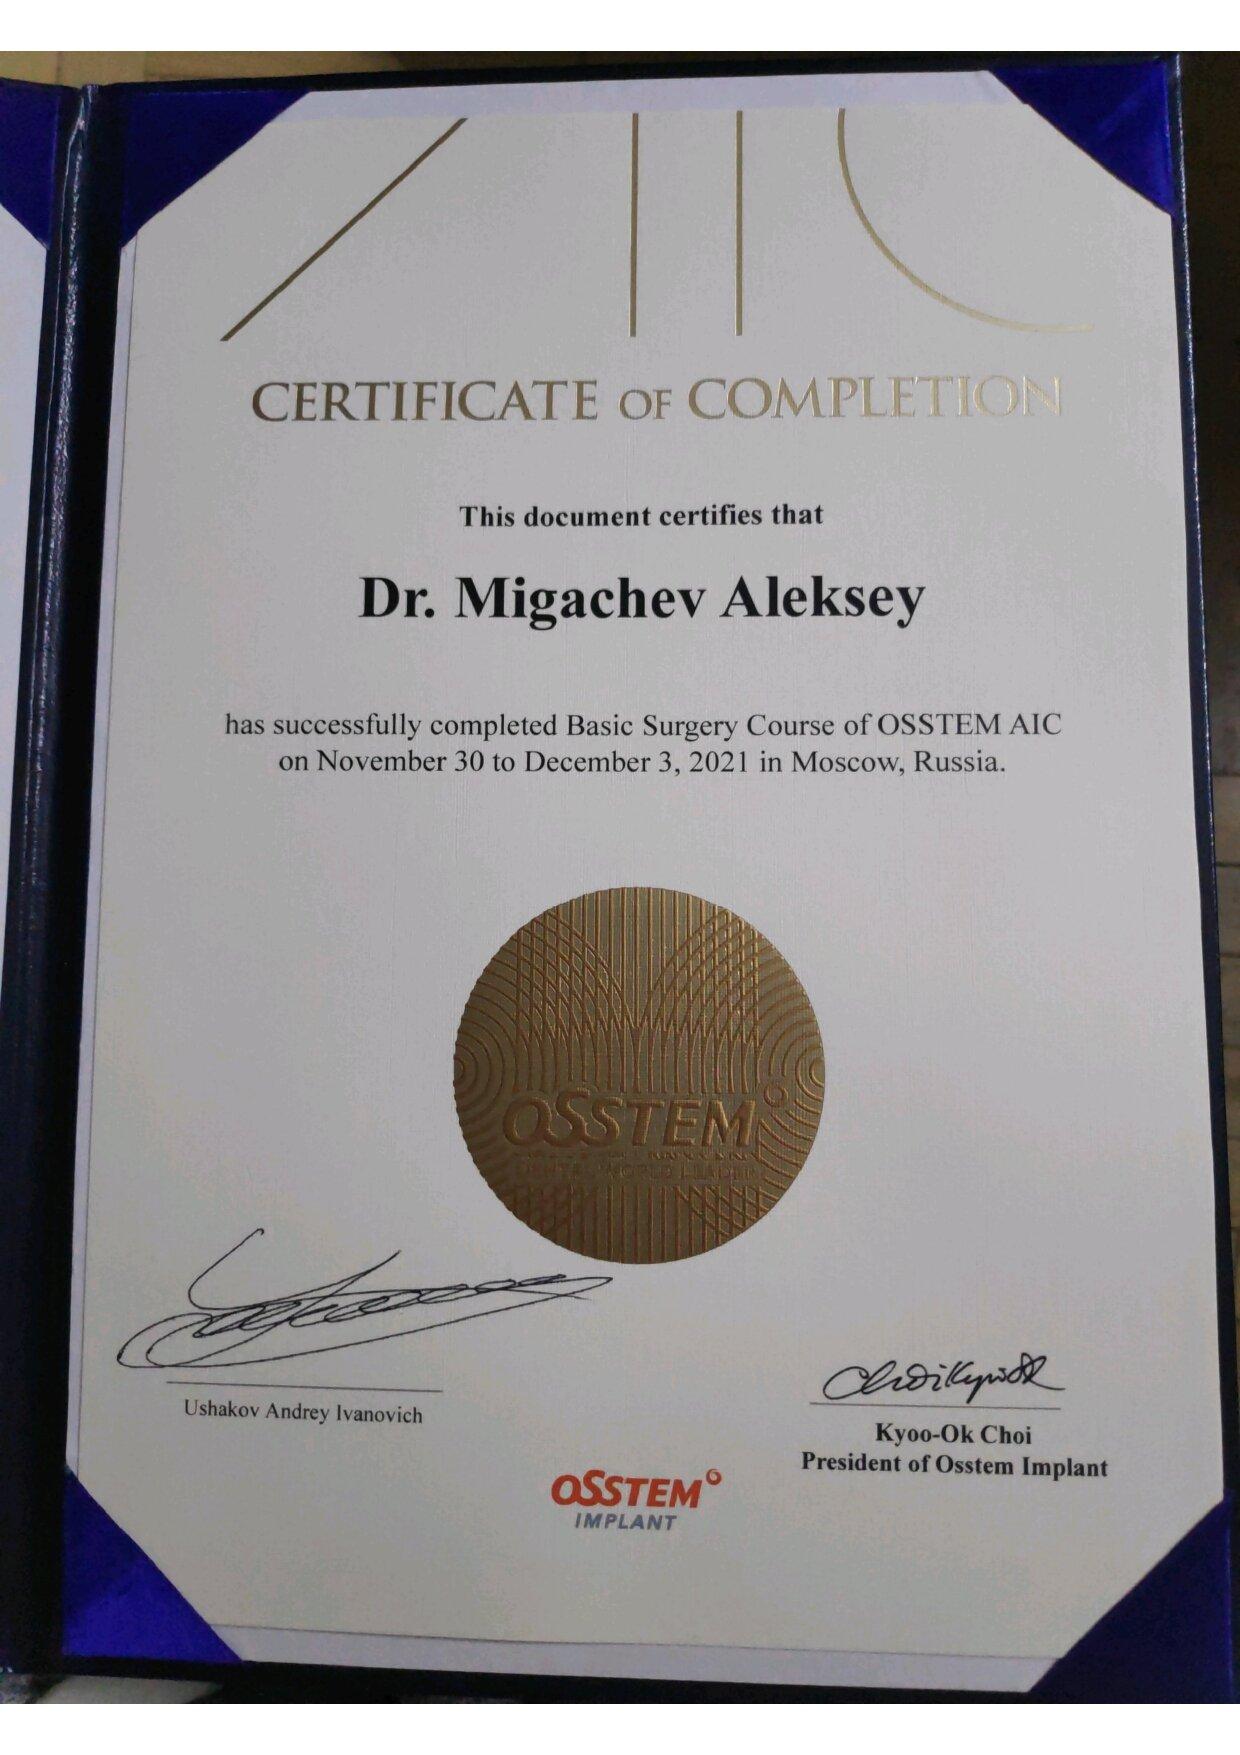 AIC
CERTIFICATE OF COMPLETION
This document certifies that
Dr. Migachev Aleksey
has successfully completed Basic Surgery Course of OSSTEM AIC
on November 30 to December 3, 2021 in Moscow, Russia.
OSSTEM
Ushakov Andrey Ivanovich
Kyoo-Ok Choi
President of Osstem Implant
OSSTEM
IMPLANT